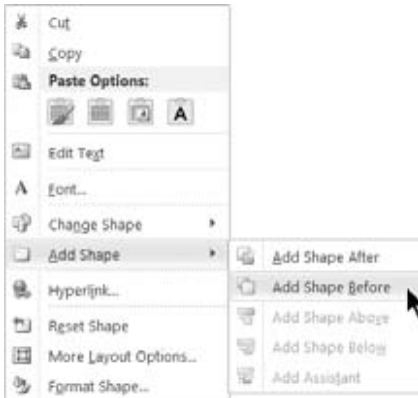 Cut
Copy
Paste Options:
A
Edit Text
A Font...
Change Shape
Add Shape
Add Shape After
Add Shape Before
Hyperlink...
Add Shape Above
Reset Shape
Add Shape Below
More Layout Options...
Add Assistant
Format Shape...